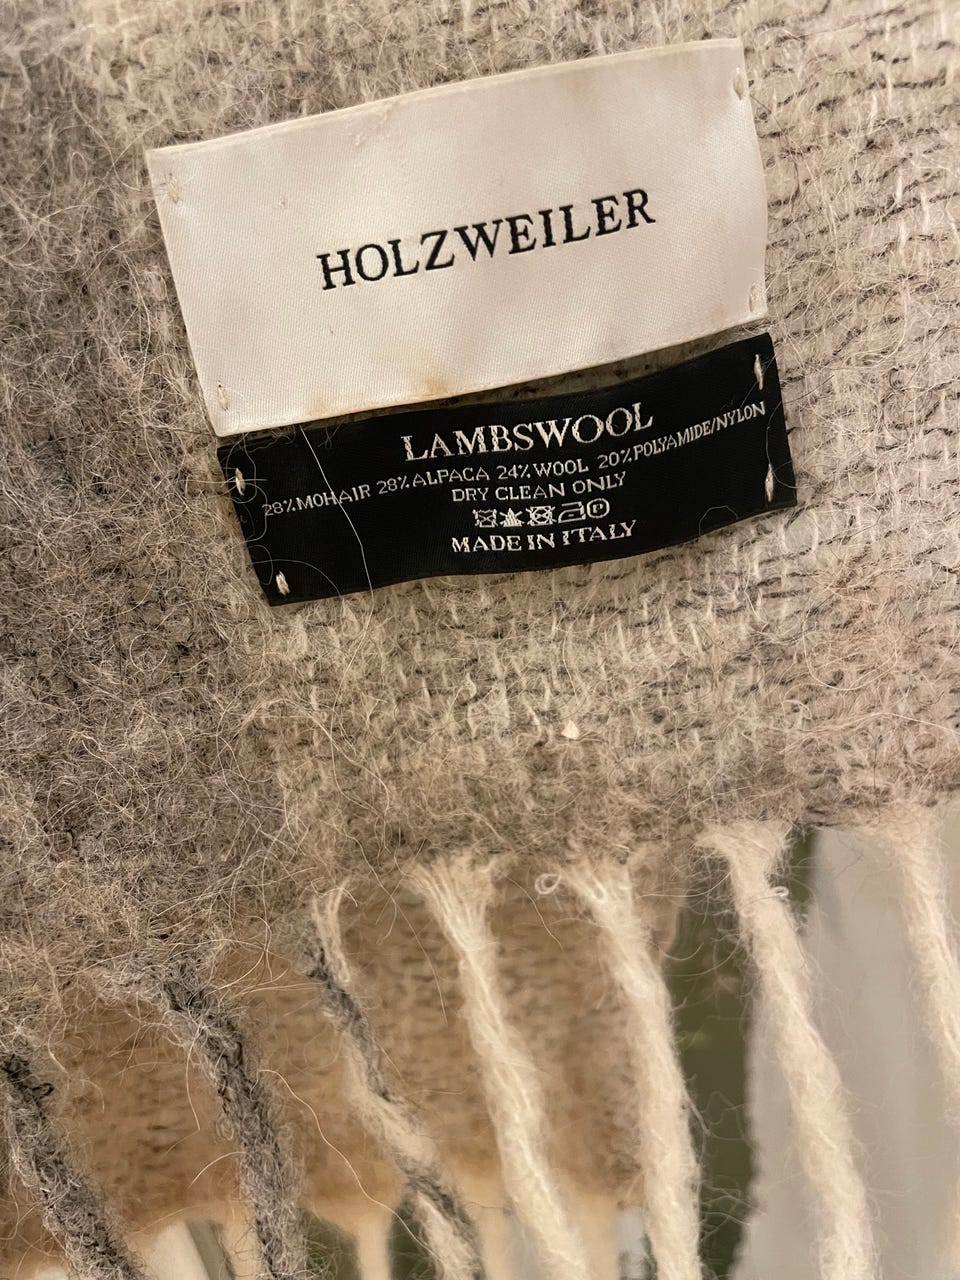 HOLZWEILER
LAMBSWOOL
28%MOHAIR 28%ALPACA 24%WOOL 20%POLYAMIDE/NYLON
DRY CLEAN ONLY
P
MADE IN ITALY